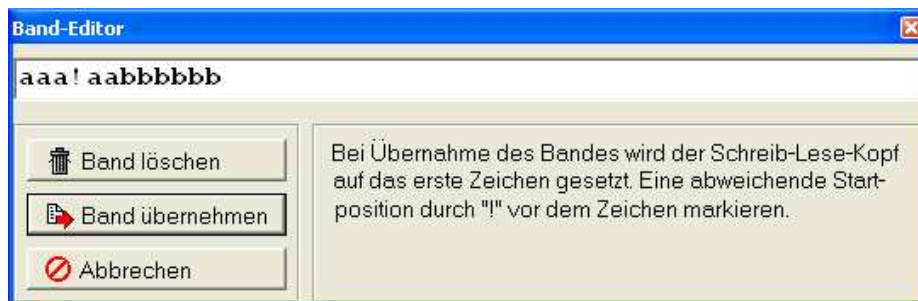 Band-Editor
aaa!aabbbbbb
Band löschen
Band übernehmen
Abbrechen
Bei Übernahme des Bandes wird der Schreib-Lese-Kopf
auf das erste Zeichen gesetzt. Eine abweichende Start-
position durch "!" vor dem Zeichen markieren.